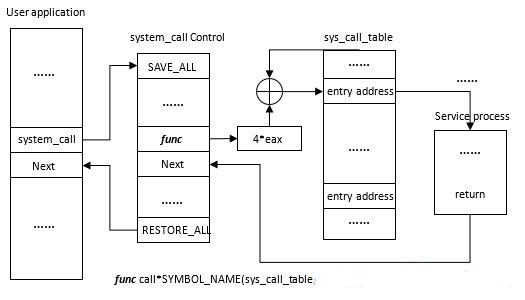 User application
system_call Control
sys_call_table
......
SAVE_ALL
......
......
entry address
......
Service process
system_call
func
4*eax
Next
Next
......
......
......
entry address
return
......
RESTORE_ALL
......
func call*SYMBOL_NAME(sys_call_table)